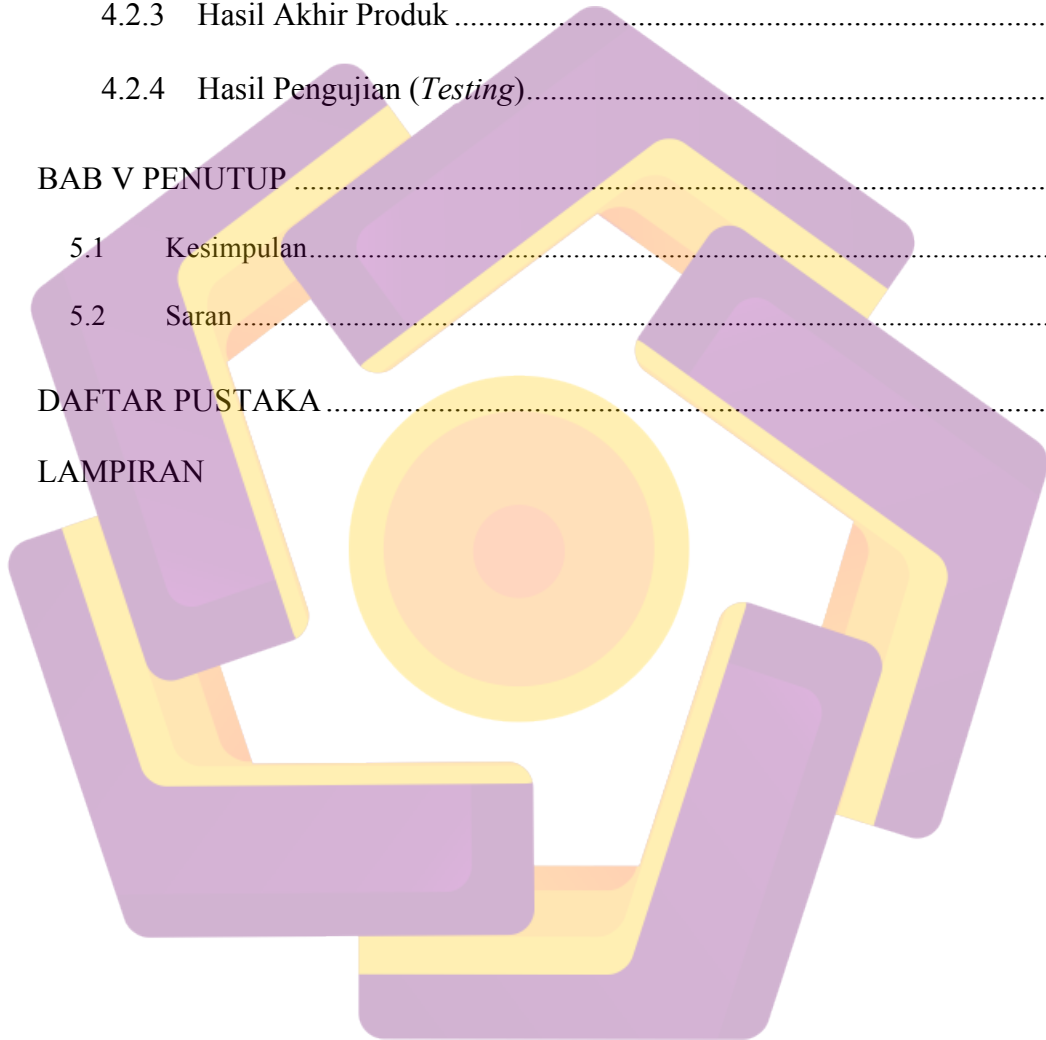 4.2.3 Hasil Akhir Produk ................................................................................
4.2.4 Hasil Pengujian (Testing)......................................................................
BAB V PENUTUP ...............................................................................................
5.1 Kesimpulan..................................................................................................
5.2 Saran............................................................................................................
DAFTAR PUSTAKA ...........................................................................................
LAMPIRAN